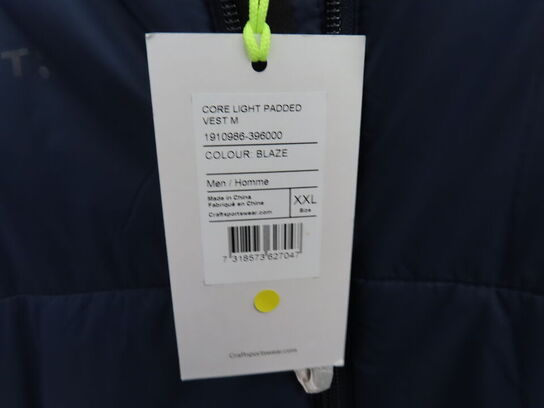 T.
CORE LIGHT PADDED
VEST M
1910986-396000
COLOUR: BLAZE
Men / Homme
Made in China
Fabriqué en Chine
Craftsportswear.com
XXL
Size
7 318573 627047
Craftsportswear.com